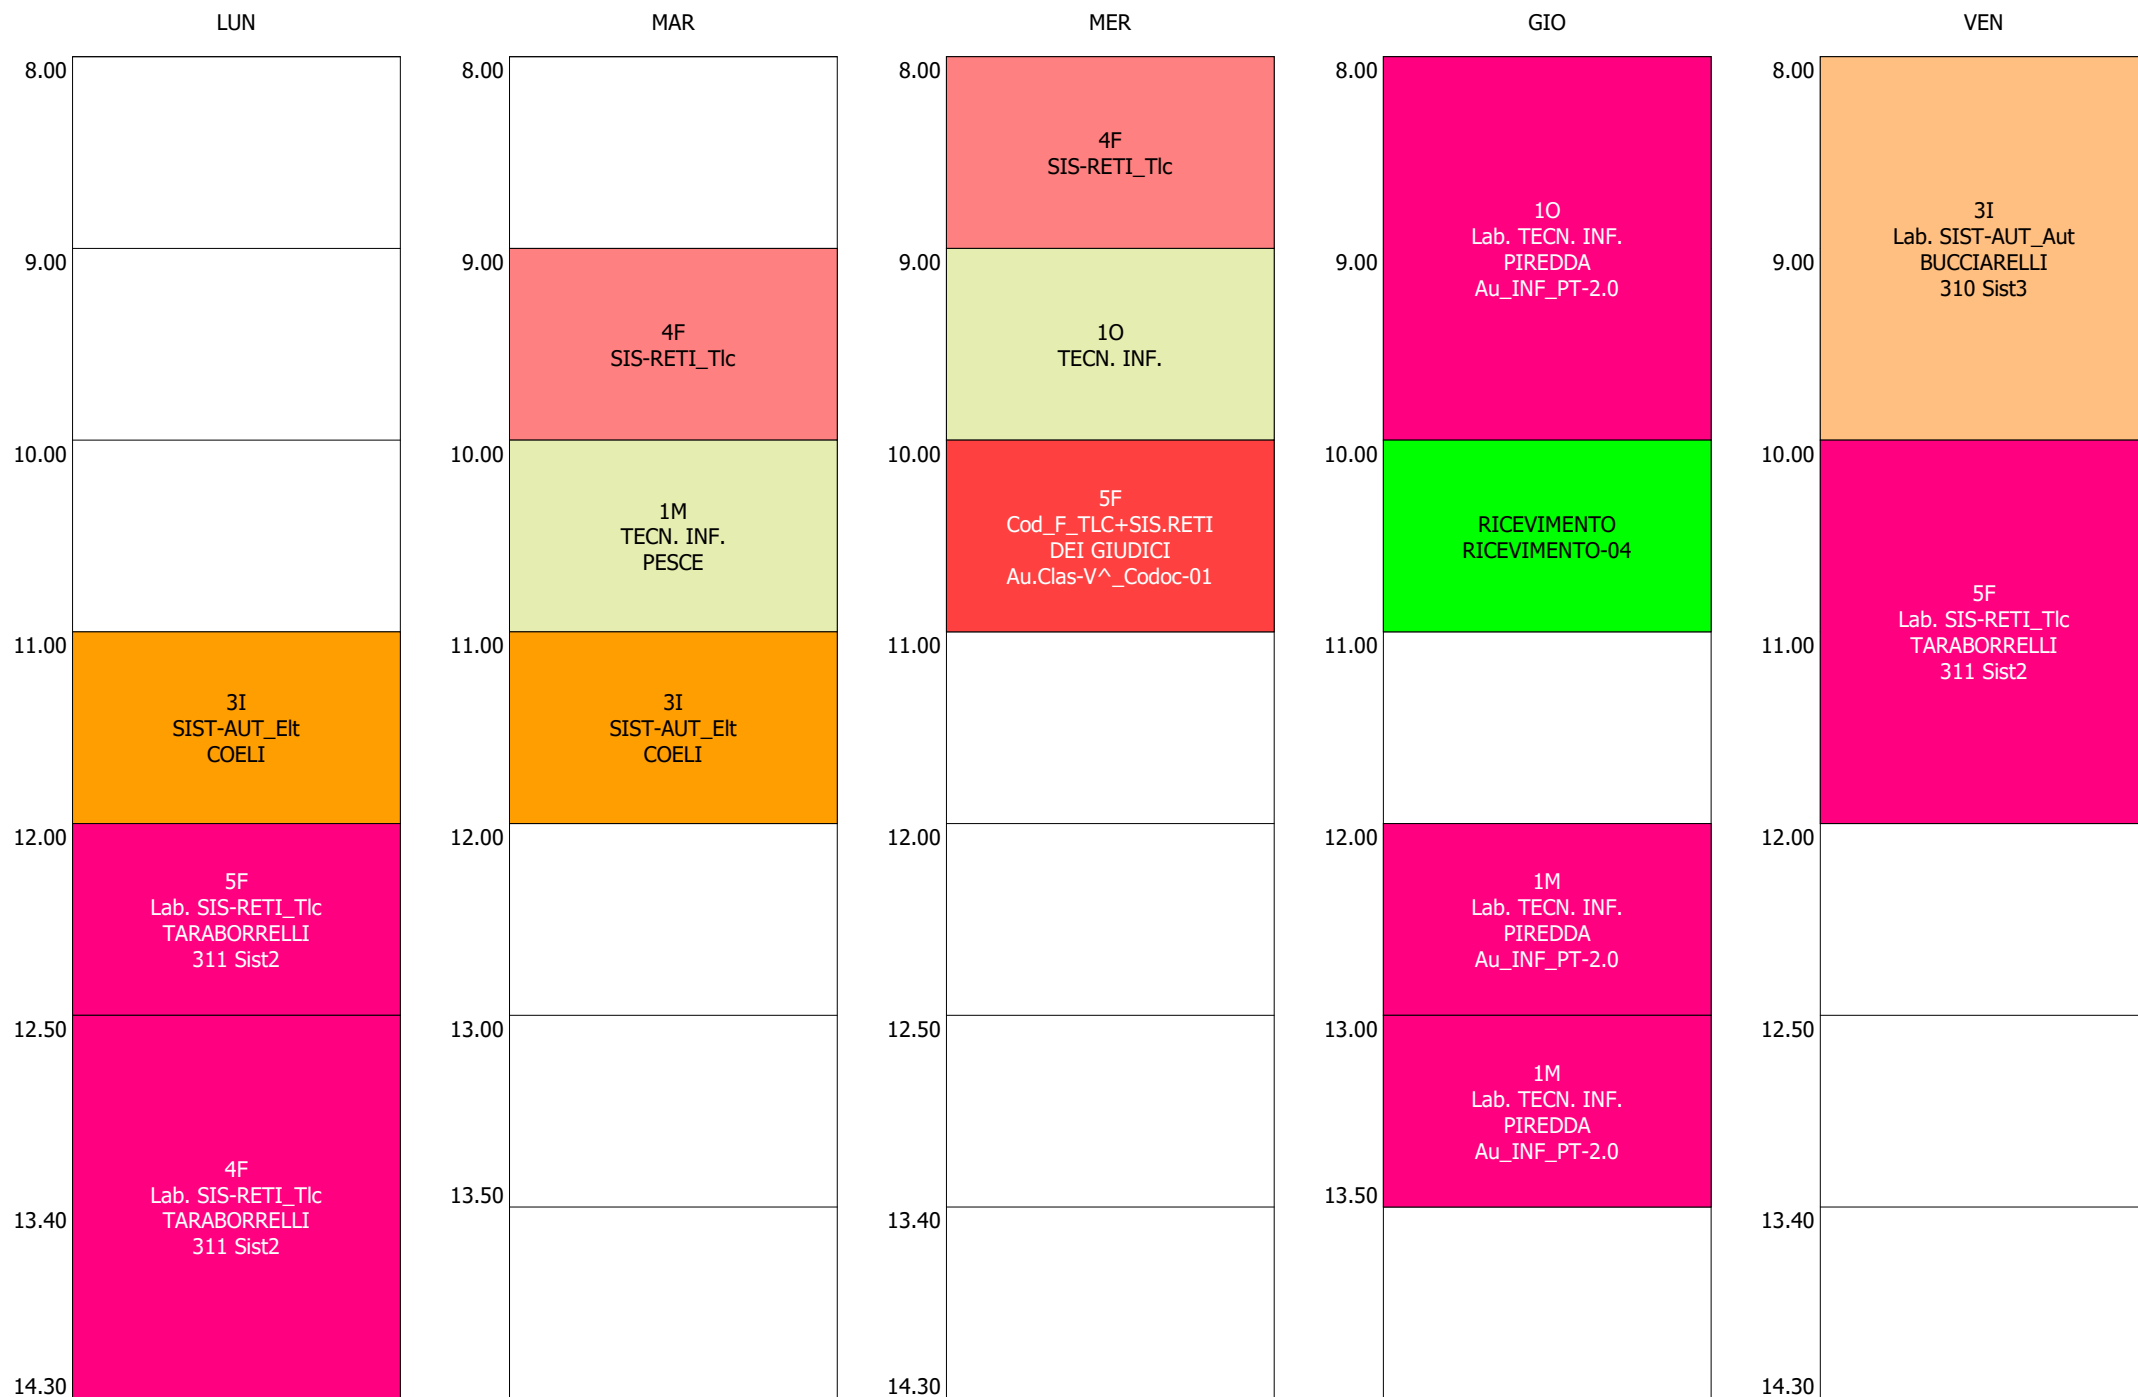 LUN
MAR
MER
GIO
VEN
8.00
9.00
10.00
11.00
3I
SIST-AUT_Elt
COELI
12.00
5F
Lab. SIS-RETI_Tlc
TARABORRELLI
311 Sist2
12.50
4F
Lab. SIS-RETI_Tlc
TARABORRELLI
311 Sist2
13.40
14.30
8.00
9.00
4F
SIS-RETI_Tlc
10.00
1M
TECN. INF.
PESCE
11.00
3I
SIST-AUT_Elt
COELI
12.00
13.00
13.50
8.00
4F
SIS-RETI_Tlc
9.00
1O
TECN. INF.
10.00
5F
Cod_F_TLC+SIS.RETI
DEI GIUDICI
Au.Clas-V^_Codoc-01
11.00
12.00
12.50
13.40
14.30
8.00
1O
Lab. TECN. INF.
PIREDDA
Au_INF_PT-2.0
9.00
10.00
RICEVIMENTO
RICEVIMENTO-04
11.00
12.00
1M
Lab. TECN. INF.
PIREDDA
Au_INF_PT-2.0
13.00
1M
Lab. TECN. INF.
PIREDDA
Au_INF_PT-2.0
13.50
8.00
3I
Lab. SIST-AUT_Aut
BUCCIARELLI
310 Sist3
9.00
10.00
5F
Lab. SIS-RETI_Tlc
TARABORRELLI
311 Sist2
11.00
12.00
12.50
13.40
14.30